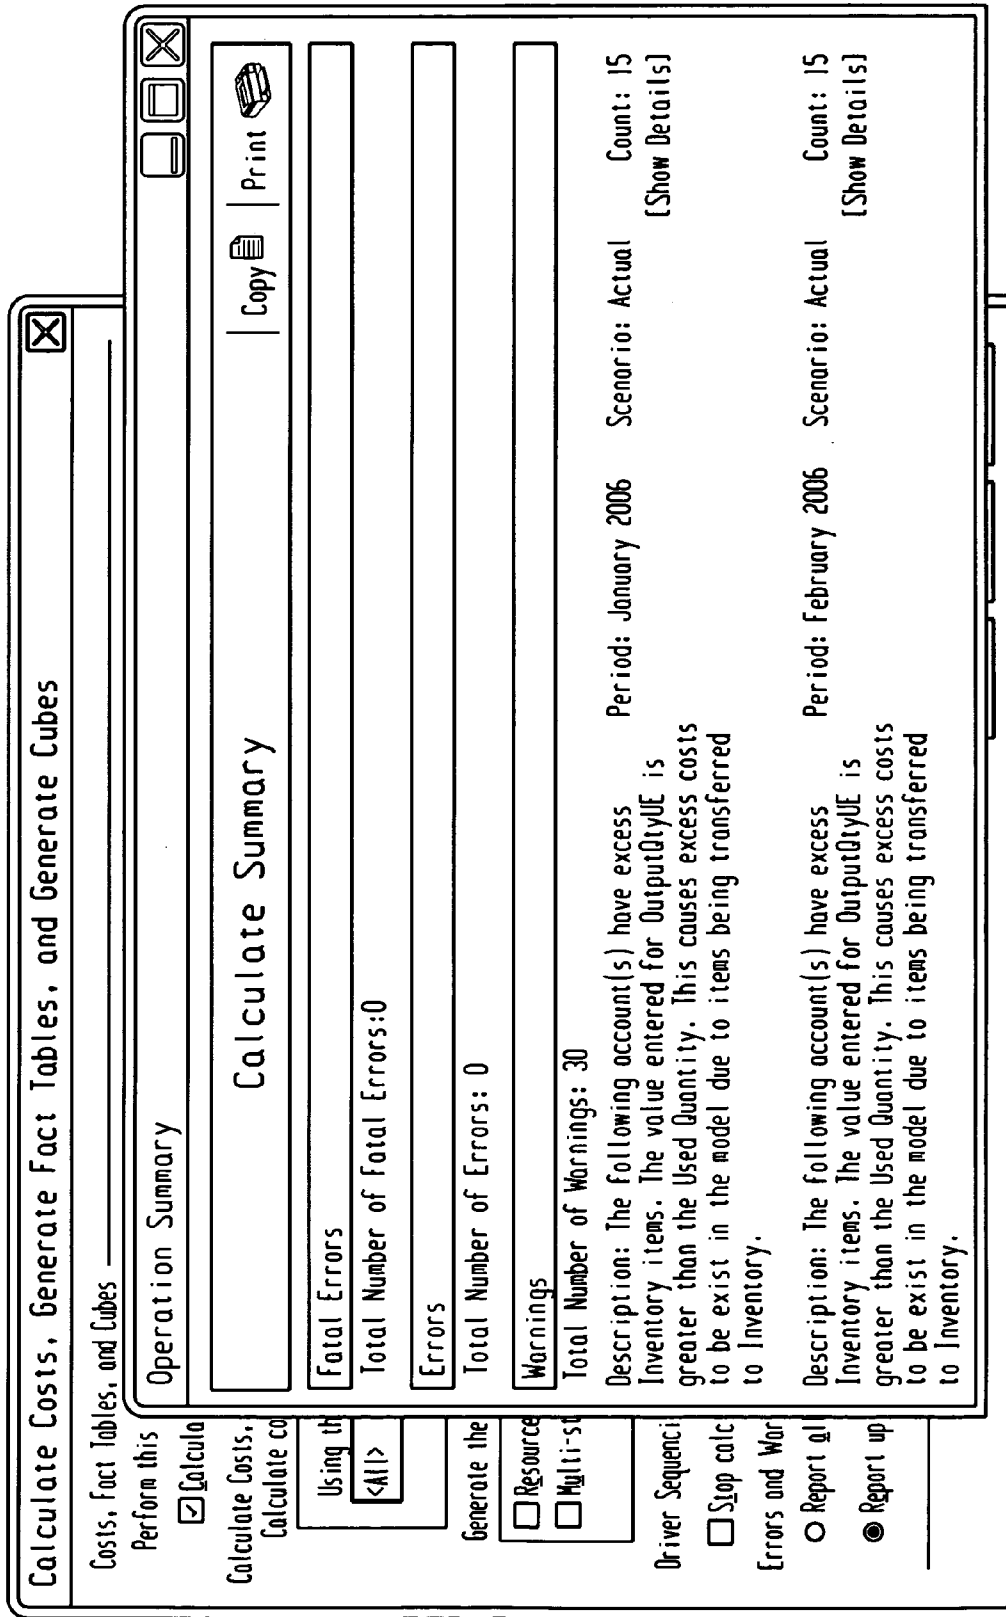 Calculate Costs, Generate Fact Tables, and Generate Cubes
Costs, Fact Tables, and Cubes
Perform this
Calcula
Calculate Costs,
Calculate co
Using th
<All>
Generate the
Resource
Multi-st
Driver Sequenci
Stop calc
Errors and War
Report all
Report up
Operation Summary
Calculate Summary
Copy
Print
Fatal Errors
Total Number of Fatal Errors:0
Errors
Total Number of Errors: 0
Warnings
Total Number of Warnings: 30
Description: The following account(s) have excess Period: January 2006 Scenario: Actual Count: 15
Inventory items. The value entered for OutputQtyUE is [Show Details]
greater than the Used Quantity. This causes excess costs
to be exist in the model due to items being transferred
to Inventory.
Description: The following account(s) have excess Period: February 2006 Scenario: Actual Count: 15
Inventory items. The value entered for OutputQtyUE is [Show Details]
greater than the Used Quantity. This causes excess costs
to be exist in the model due to items being transferred
to Inventory.